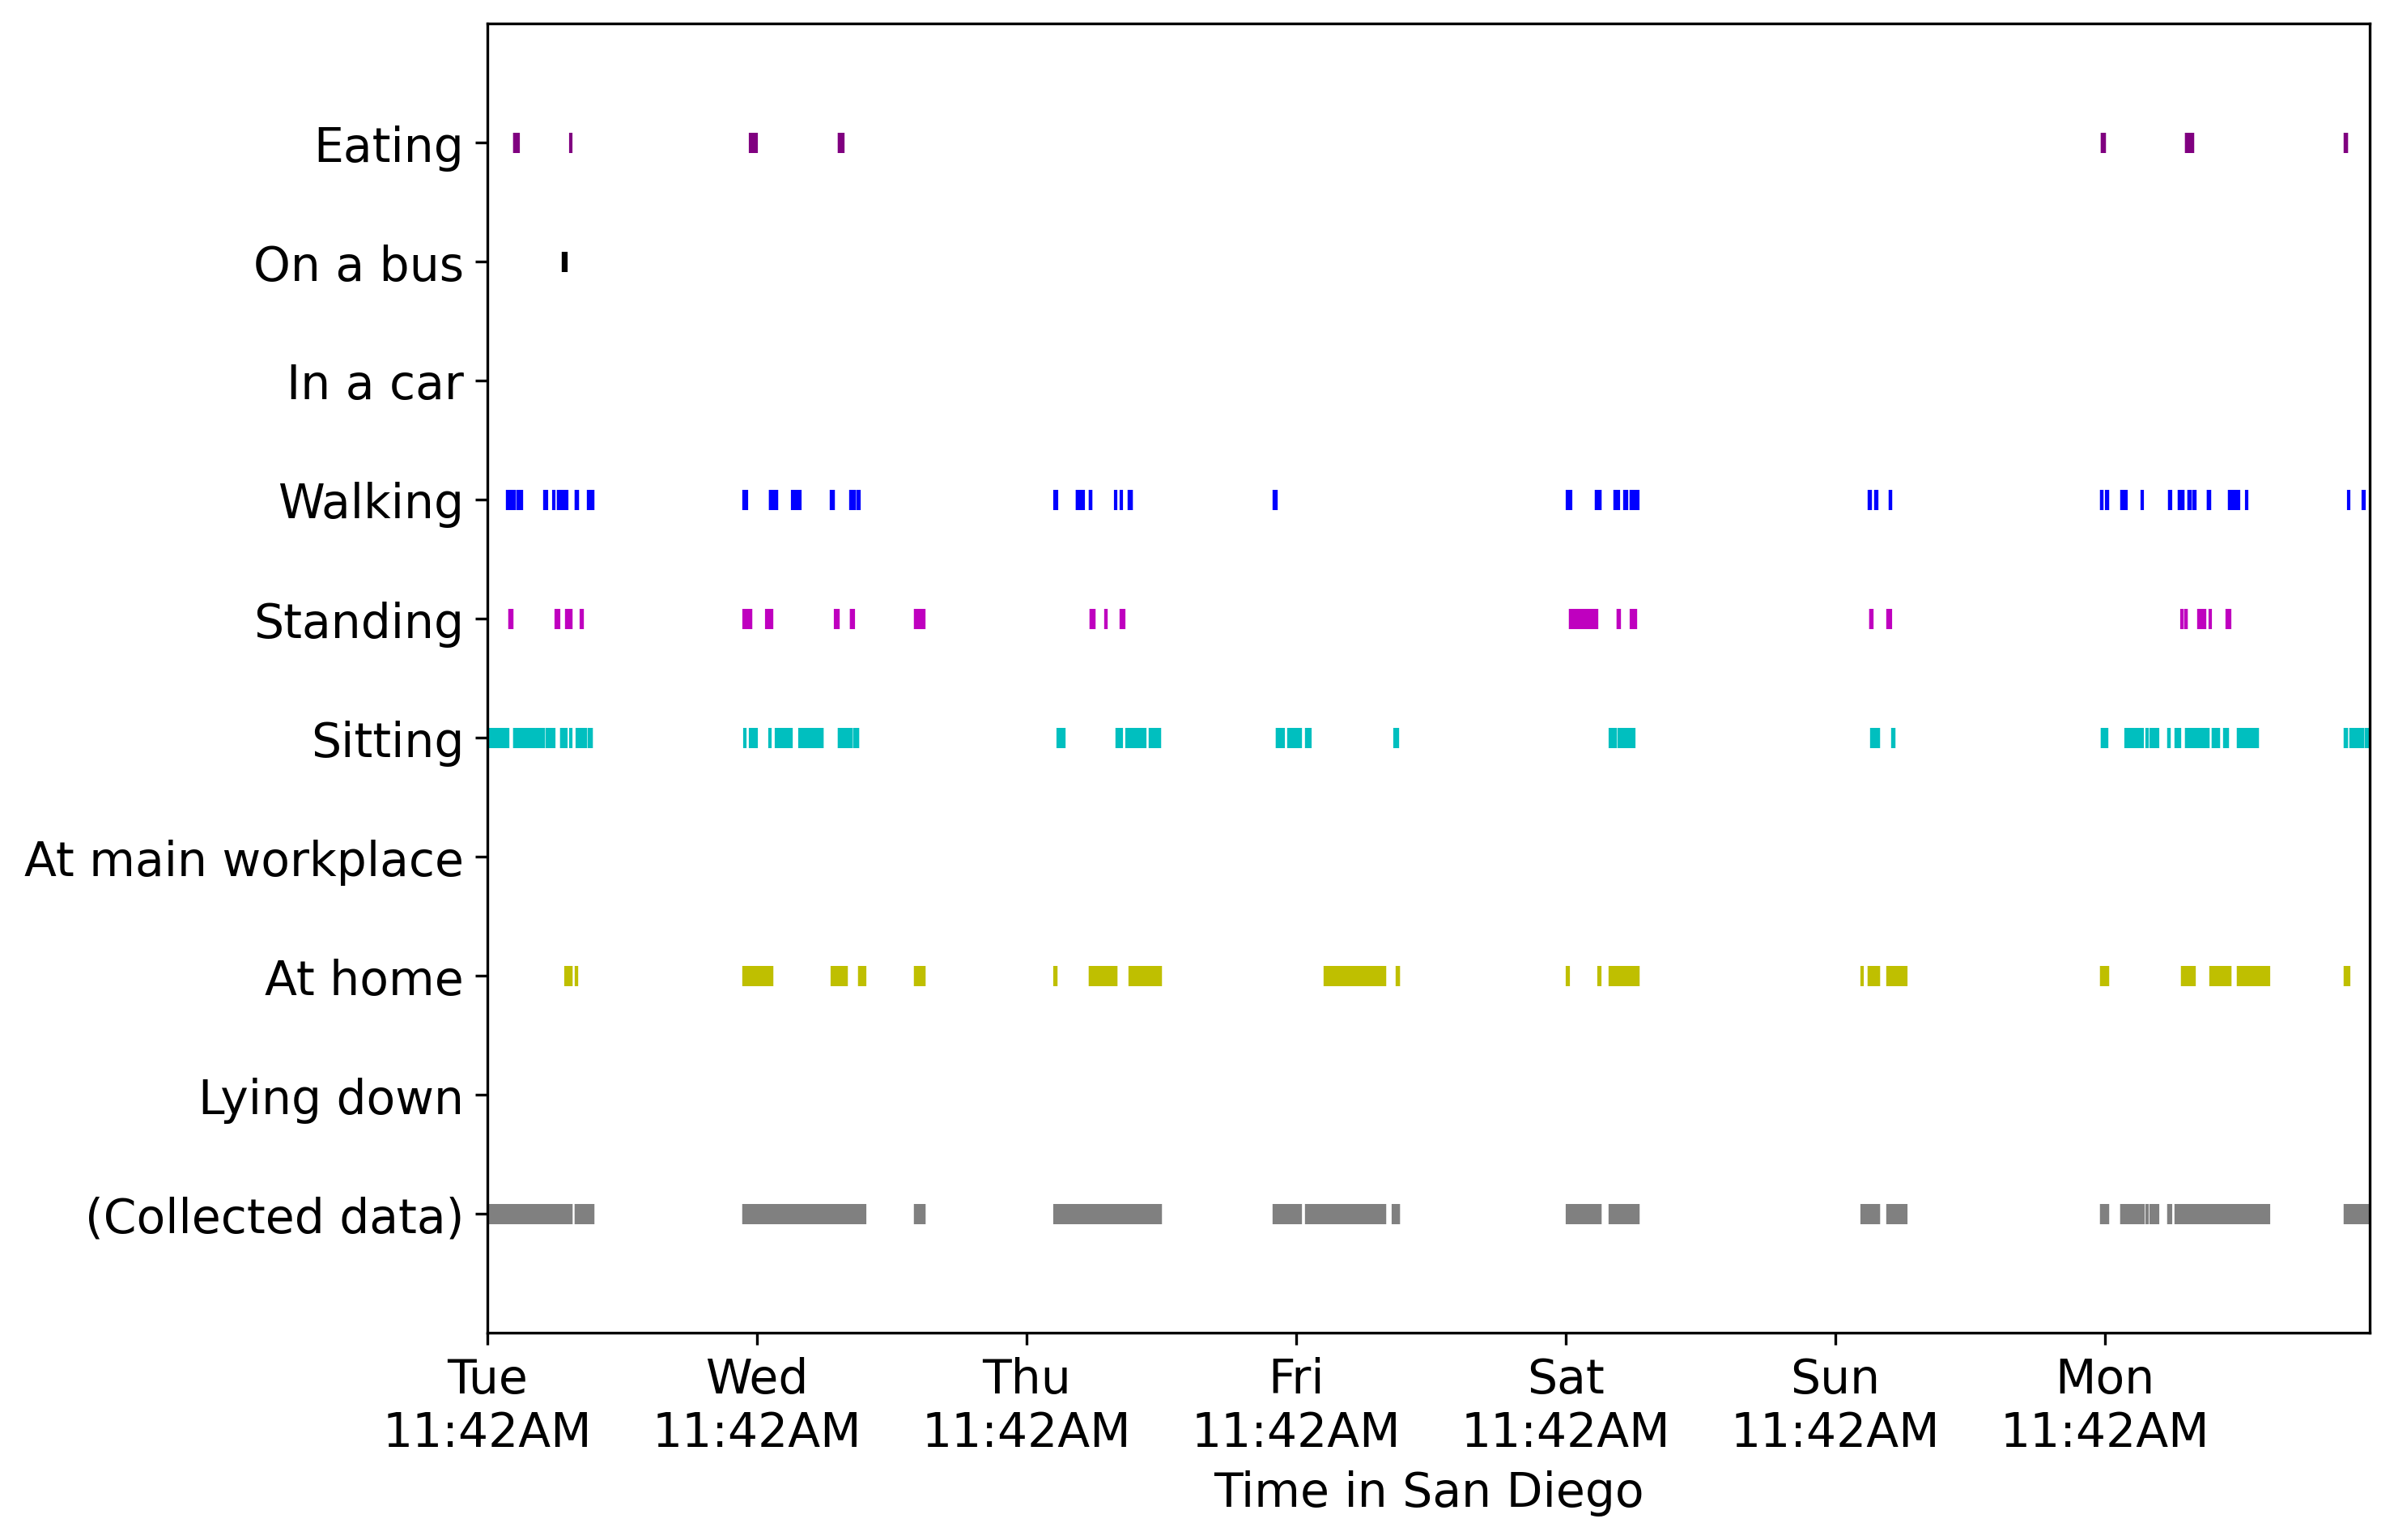 Eating
On a bus
In a car
Walking
Standing
Sitting
At main workplace
At home
Lying down
(Collected data)
Tue Wed Thu Fri Sat Sun Mon
11:42AM 11:42AM 11:42AM 11:42AM 11:42AM 11:42AM 11:42AM
Time in San Diego